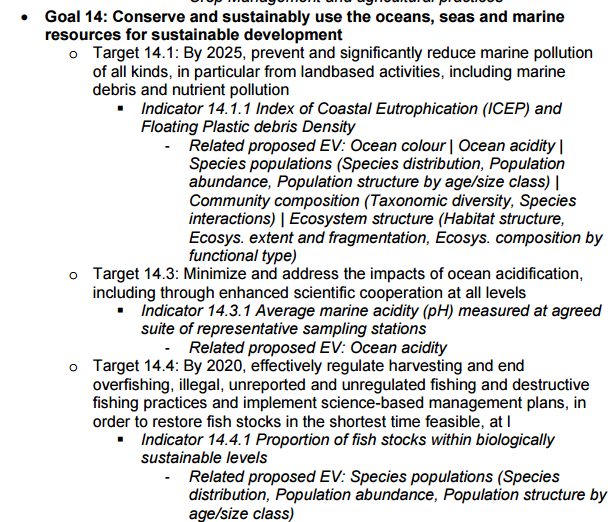 Crop Management and agricultural practices
• Goal 14: Conserve and sustainably use the oceans, seas and marine
resources for sustainable development
o Target 14.1: By 2025, prevent and significantly reduce marine pollution
of all kinds, in particular from landbased activities, including marine
debris and nutrient pollution
▪ Indicator 14.1.1 Index of Coastal Eutrophication (ICEP) and
Floating Plastic debris Density
- Related proposed EV: Ocean colour | Ocean acidity |
Species populations (Species distribution, Population
abundance, Population structure by age/size class) |
Community composition (Taxonomic diversity, Species
interactions) | Ecosystem structure (Habitat structure,
Ecosys. extent and fragmentation, Ecosys. composition by
functional type)
o Target 14.3: Minimize and address the impacts of ocean acidification,
including through enhanced scientific cooperation at all levels
▪ Indicator 14.3.1 Average marine acidity (pH) measured at agreed
suite of representative sampling stations
- Related proposed EV: Ocean acidity
o Target 14.4: By 2020, effectively regulate harvesting and end
overfishing, illegal, unreported and unregulated fishing and destructive
fishing practices and implement science-based management plans, in
order to restore fish stocks in the shortest time feasible, at l
▪ Indicator 14.4.1 Proportion of fish stocks within biologically
sustainable levels
- Related proposed EV: Species populations (Species
distribution, Population abundance, Population structure by
age/size class)